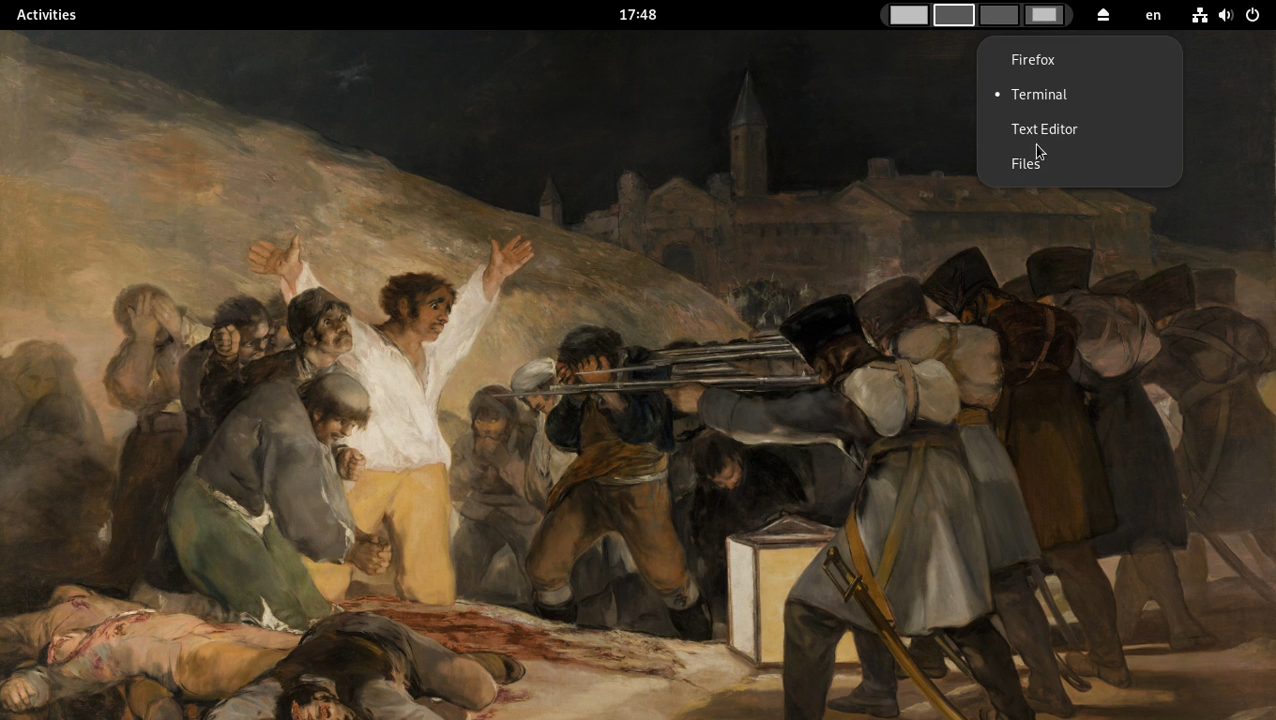 Activities
17:48
en
Firefox
Terminal
Text Editor
Files